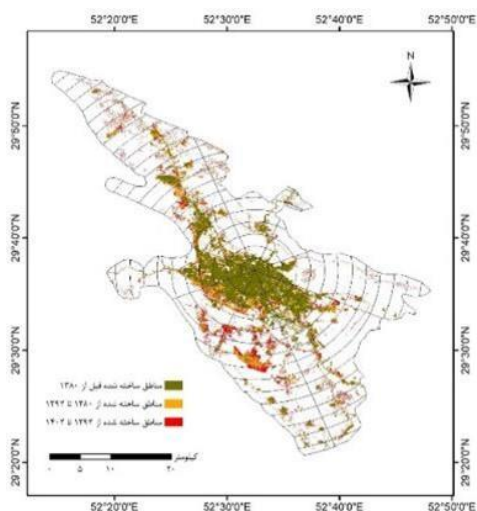 52°20'0"E 52°30'0"E 52°40'0"E 52°50'0"E
N
29°50'0"N 29°50'0"N
29°40'0"N 29°40'0"N
29°30'0"N 29°30'0"N
29°20'0"N 29°20'0"N
مناطق ساخته شده قبل از ۱۳۸۰
مناطق ساخته شده از ۱۳۸۰ تا ۱۳۹۲
مناطق ساخته شده از ۱۳۹۲ تا ۱۴۰۲
کیلومتر
۰ ۵ ۱۰ ۲۰
52°20'0"E 52°30'0"E 52°40'0"E 52°50'0"E